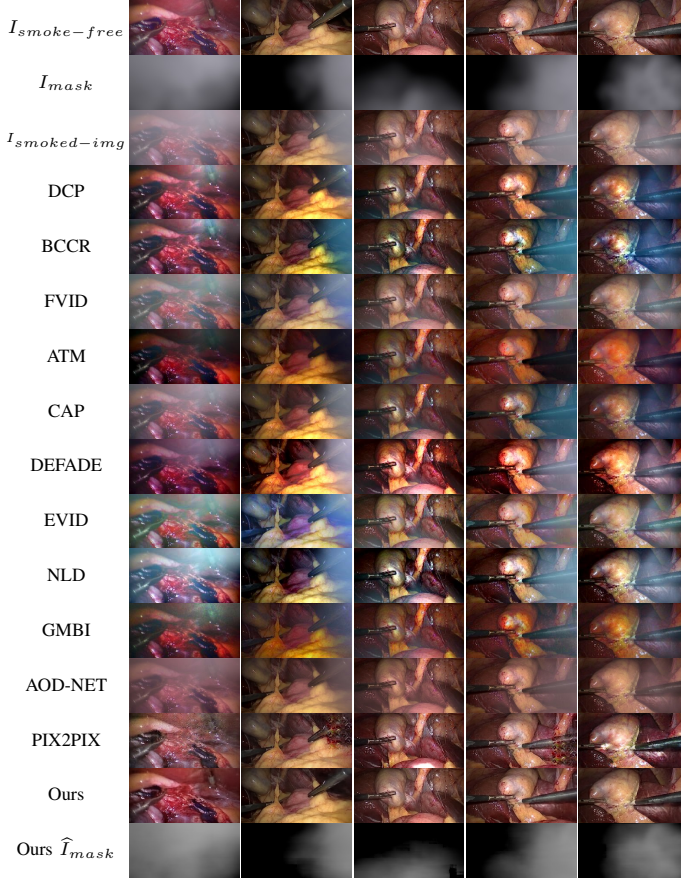 I_{smoke-free}
I_{mask}
I_{smoked-img}
DCP
BCCR
FVID
ATM
CAP
DEFADE
EVID
NLD
GMBI
AOD-NET
PIX2PIX
Ours
Ours \widehat{I}_{mask}